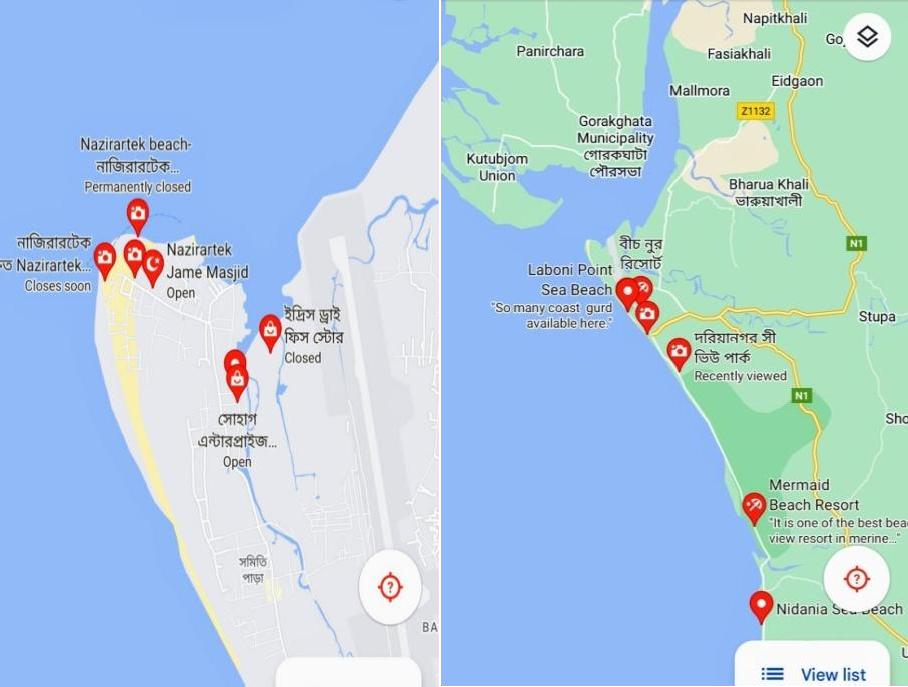 Nazirartek beach-
নাজিরারটেক...
Permanently closed
নাজিরারটেক
Nazirartek...
Closes soon
Nazirartek
Jame Masjid
Open
ইদ্রিস ড্রাই
ফিস স্টোর
Closed
সোহাগ
এন্টারপ্রাইজ...
Open
সমিতি
পাড়া
BA
?
Napitkhali
Panirchara
Fasiakhali
Eidgaon
Mallmora
Z1132
Gorakghata
Municipality
গোরকঘাটা
পৌরসভা
Kutubjom
Union
Bharua Khali
ভারুয়াখালী
N1
বীচ নুর
রিসোর্ট
Laboni Point
Sea Beach
"So many coast gurd
available here."
Stupa
দরিয়ানগর সী
ভিউ পার্ক
Recently viewed
N1
Sho
Mermaid
Beach Resort
"It is one of the best bea
view resort in merine..."
?
Nidania Sea Beach
View list